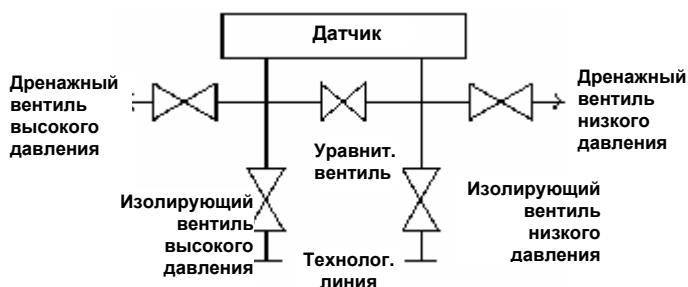 Датчик
Дренажный
вентиль
высокого
давления
Дренажный
вентиль
низкого
давления
Уравнит.
вентиль
Изолирующий
вентиль
высокого
давления
Изолирующий
вентиль
низкого
давления
Технолог.
линия